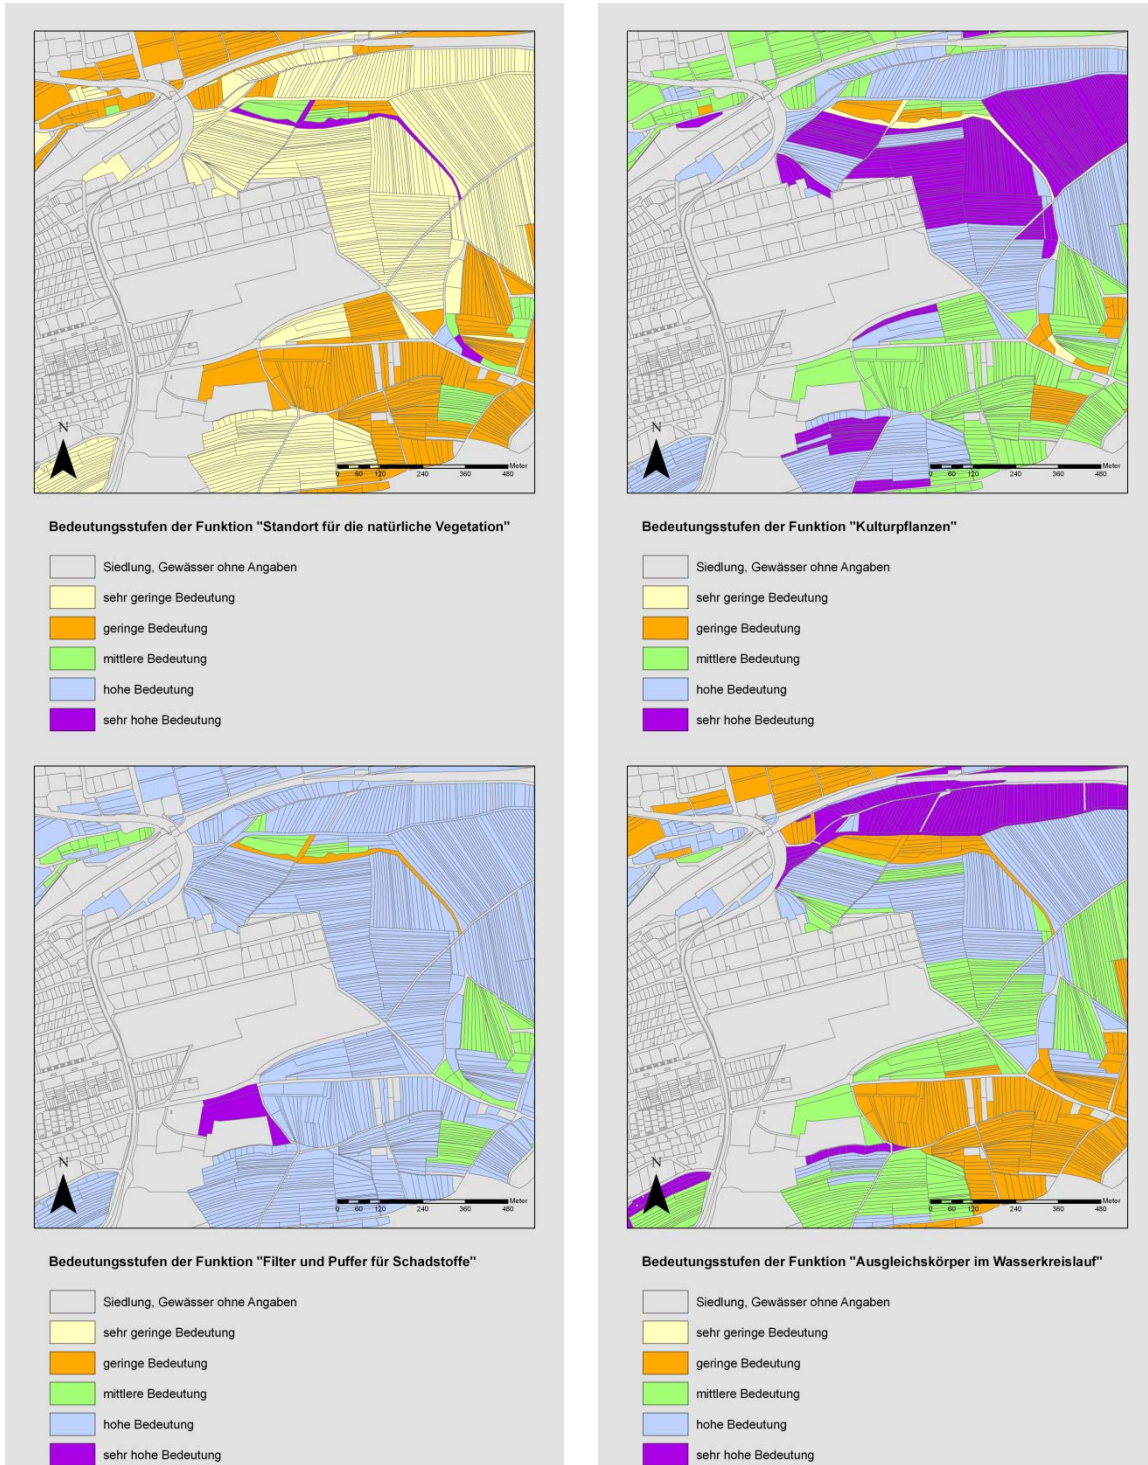 N
Meter
0 60 120 240 360 480
Bedeutungsstufen der Funktion "Standort für die natürliche Vegetation"
Siedlung, Gewässer ohne Angaben
sehr geringe Bedeutung
geringe Bedeutung
mittlere Bedeutung
hohe Bedeutung
sehr hohe Bedeutung
N
Meter
0 60 120 240 360 480
Bedeutungsstufen der Funktion "Kulturpflanzen"
Siedlung, Gewässer ohne Angaben
sehr geringe Bedeutung
geringe Bedeutung
mittlere Bedeutung
hohe Bedeutung
sehr hohe Bedeutung
N
Meter
0 60 120 240 360 480
Bedeutungsstufen der Funktion "Filter und Puffer für Schadstoffe"
Siedlung, Gewässer ohne Angaben
sehr geringe Bedeutung
geringe Bedeutung
mittlere Bedeutung
hohe Bedeutung
sehr hohe Bedeutung
N
Meter
0 60 120 240 360 480
Bedeutungsstufen der Funktion "Ausgleichskörper im Wasserkreislauf"
Siedlung, Gewässer ohne Angaben
sehr geringe Bedeutung
geringe Bedeutung
mittlere Bedeutung
hohe Bedeutung
sehr hohe Bedeutung